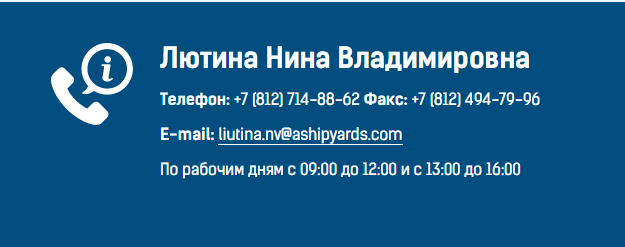 Лютина Нина Владимировна
Телефон: +7 (812) 714-88-62 Факс: +7 (812) 494-79-96
E-mail: liutina.nv@ashipyards.com
По рабочим дням с 09:00 до 12:00 и с 13:00 до 16:00